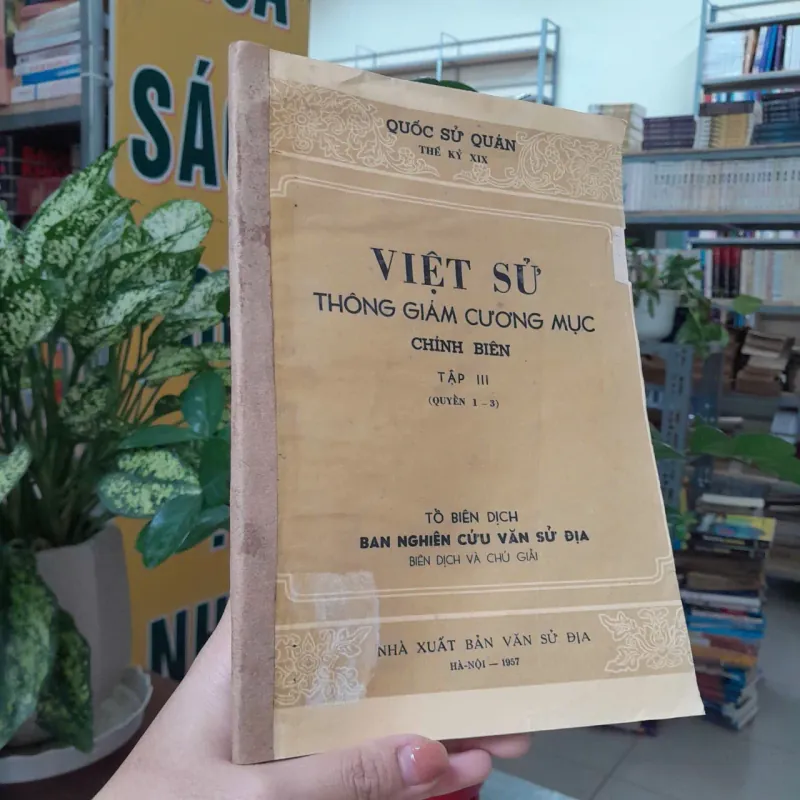 SÁC
NH
QUỐC SỬ QUÁN
THẾ KỶ XIX
VIỆT SỬ
THÔNG GIÁM CƯƠNG MỤC
CHÍNH BIÊN
TẬP III
(QUYỂN 1 - 3)
TỔ BIÊN DỊCH
BAN NGHIÊN CỨU VĂN SỬ ĐỊA
BIÊN DỊCH VÀ CHÚ GIẢI
NHÀ XUẤT BẢN VĂN SỬ ĐỊA
HÀ-NỘI — 1957